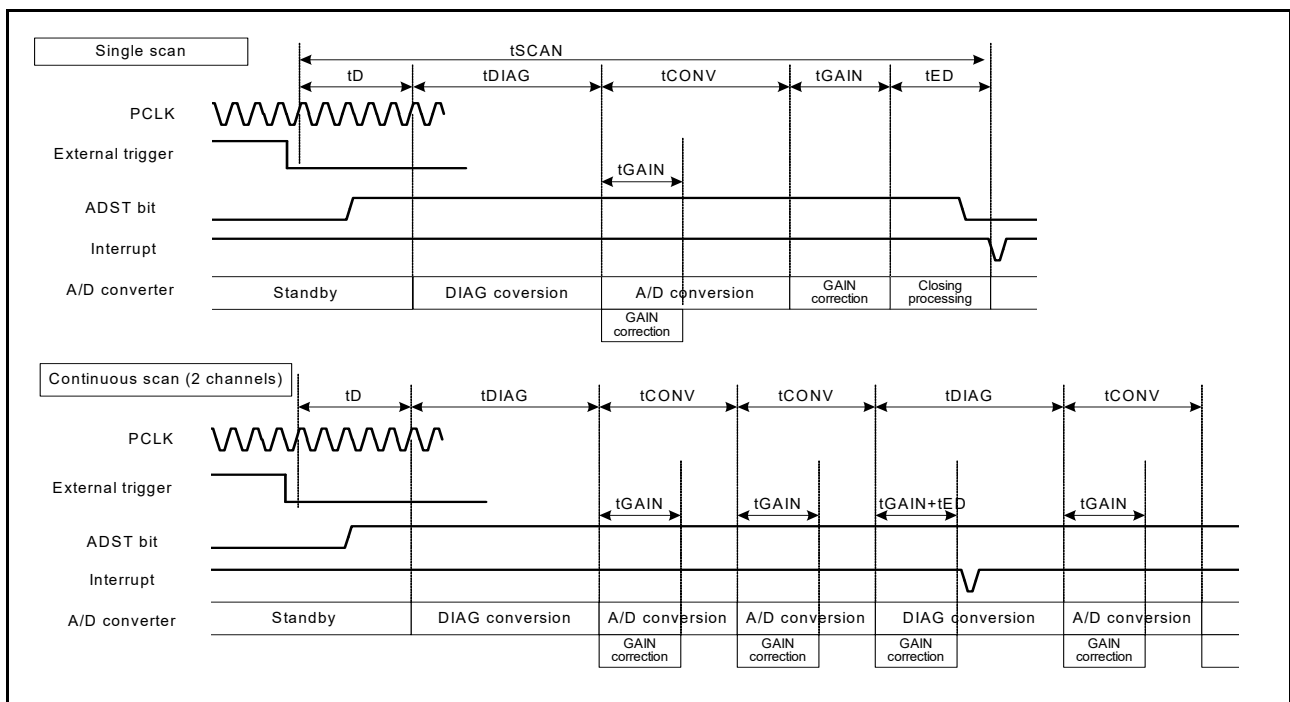 Single scan
tSCAN
tD tDIAG tCONV tGAIN tED
PCLK
External trigger
tGAIN
ADST bit
Interrupt
A/D converter Standby DIAG coversion A/D conversion GAIN correction Closing processing
GAIN correction
Continuous scan (2 channels)
tD tDIAG tCONV tCONV tDIAG tCONV
PCLK
External trigger
tGAIN tGAIN tGAIN+tED tGAIN
ADST bit
Interrupt
A/D converter Standby DIAG conversion A/D conversion A/D conversion DIAG conversion A/D conversion
GAIN correction GAIN correction GAIN correction GAIN correction